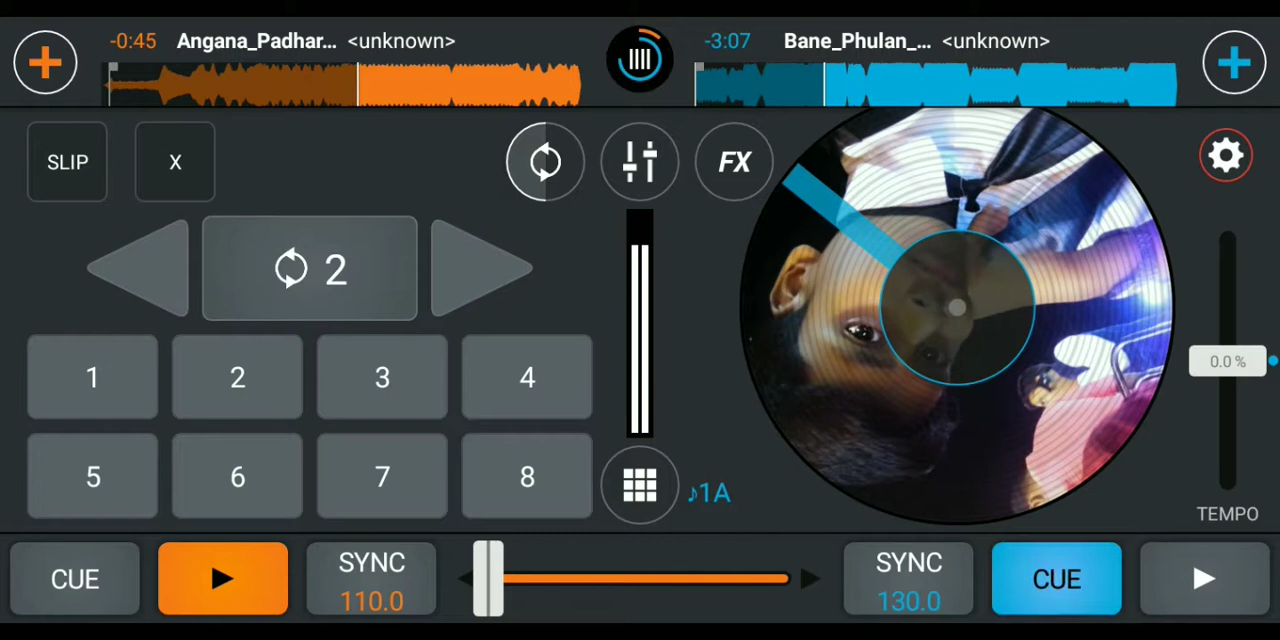 -0:45 Angana_Padhar... <unknown>
-3:07 Bane_Phulan_... <unknown>
SLIP X
FX
2
1 2 3 4
5 6 7 8
♪1A
0.0 %
TEMPO
CUE
SYNC
110.0
SYNC
130.0
CUE